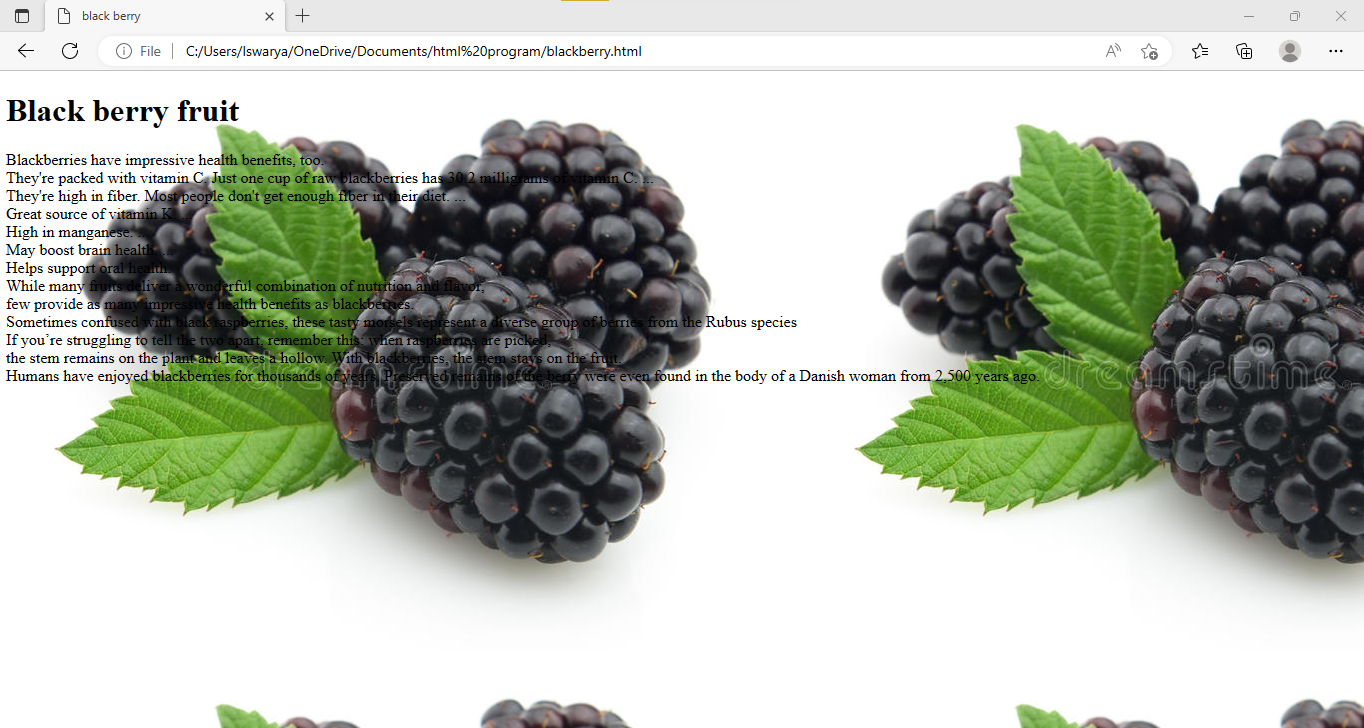 black berry
File
C:/Users/Iswarya/OneDrive/Documents/html%20program/blackberry.html
Black berry fruit
Blackberries have impressive health benefits, too.
They're packed with vitamin C. Just one cup of raw blackberries has 30.2 milligrams of vitamin C. ...
They're high in fiber. Most people don't get enough fiber in their diet. ...
Great source of vitamin K. ...
High in manganese. ...
May boost brain health. ...
Helps support oral health.
While many fruits deliver a wonderful combination of nutrition and flavor,
few provide as many impressive health benefits as blackberries.
Sometimes confused with black raspberries, these tasty morsels represent a diverse group of berries from the Rubus species
If you’re struggling to tell the two apart, remember this: when raspberries are picked,
the stem remains on the plant and leaves a hollow. With blackberries, the stem stays on the fruit.
Humans have enjoyed blackberries for thousands of years. Preserved remains of the berry were even found in the body of a Danish woman from 2,500 years ago.
dreamstime